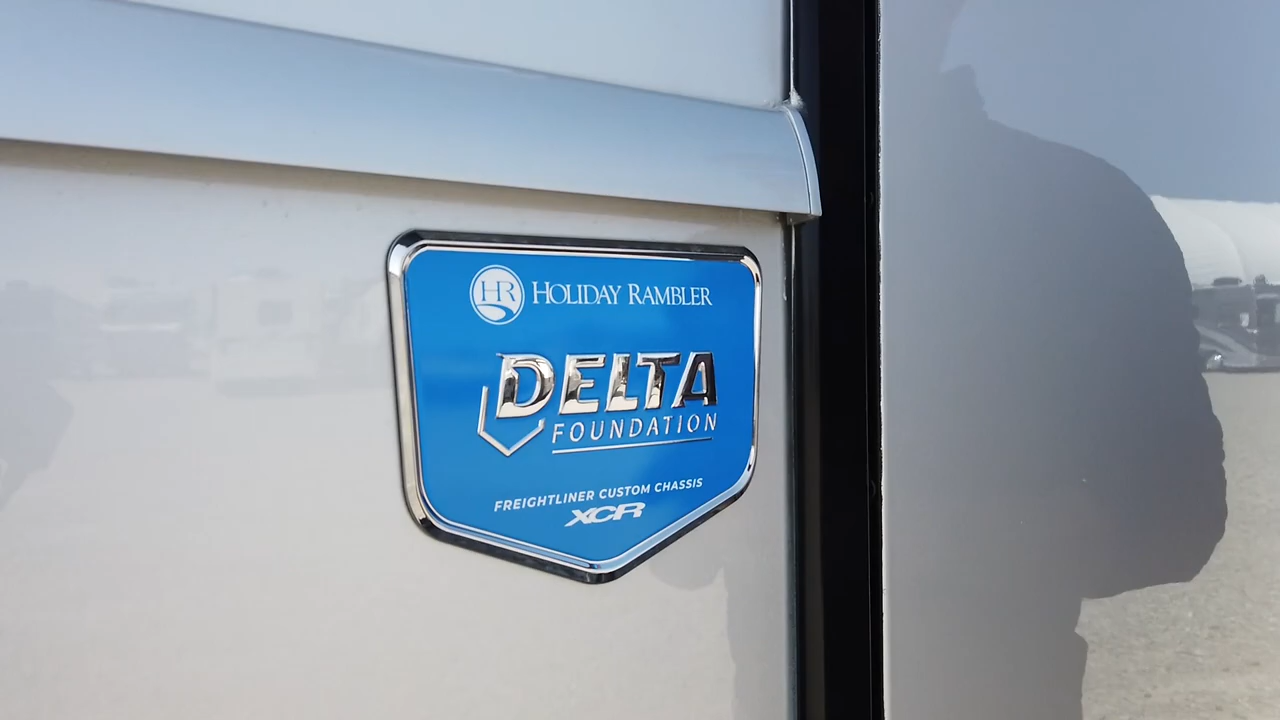 HR HOLIDAY RAMBLER
DELTA
FOUNDATION
FREIGHTLINER CUSTOM CHASSIS
XCR